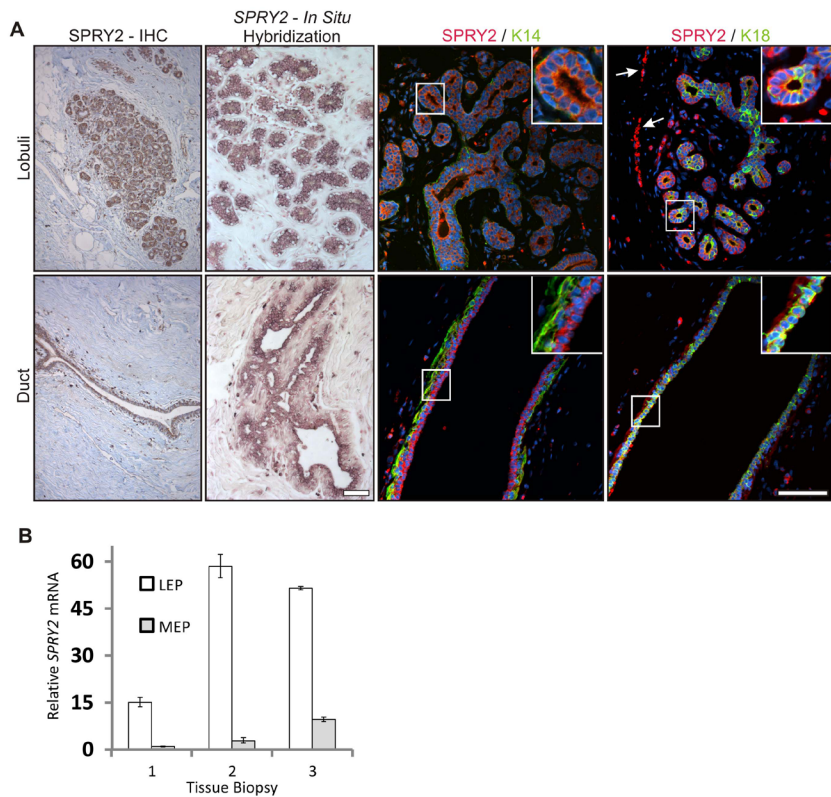 A
SPRY2 - IHC
SPRY2 - In Situ
Hybridization
SPRY2 / K14
SPRY2 / K18
Lobuli
Duct
B
Relative SPRY2 mRNA
60
45
30
15
0
LEP
MEP
1
2
3
Tissue Biopsy